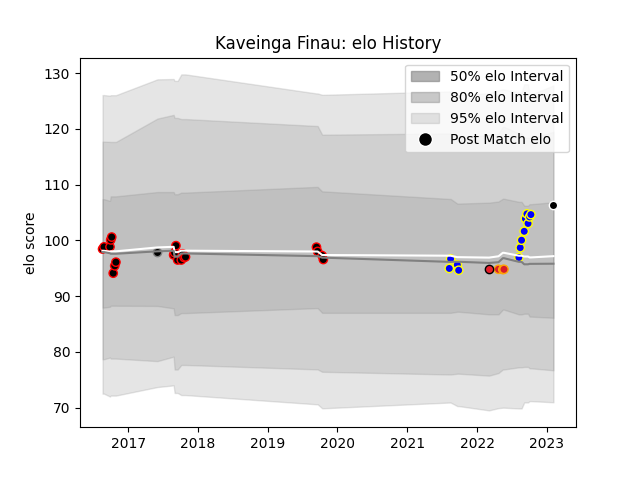 Kaveinga Finau: elo History
130
120
110
100
90
80
70
elo score
50% elo Interval
80% elo Interval
95% elo Interval
Post Match elo
2017 2018 2019 2020 2021 2022 2023